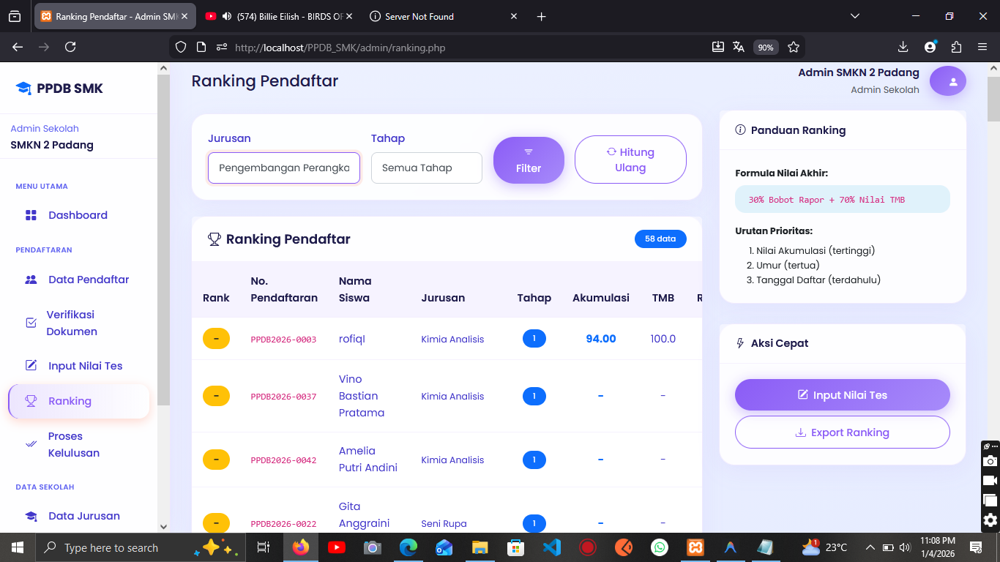 Ranking Pendaftar - Admin SMK
(574) Billie Eilish - BIRDS OF
Server Not Found
http://localhost/PPDB_SMK/admin/ranking.php
90%
PPDB SMK
Admin Sekolah
SMKN 2 Padang
MENU UTAMA
Dashboard
PENDAFTARAN
Data Pendaftar
Verifikasi
Dokumen
Input Nilai Tes
Ranking
Proses
Kelulusan
DATA SEKOLAH
Data Jurusan
Ranking Pendaftar
Admin SMKN 2 Padang
Admin Sekolah
Jurusan
Pengembangan Perangka
Tahap
Semua Tahap
Filter
Hitung
Ulang
Ranking Pendaftar
58 data
Rank
No.
Pendaftaran
Nama
Siswa
Jurusan
Tahap
Akumulasi
TMB
R
- PPDB2026-0003 rofiqI Kimia Analisis 1 94.00 100.0
- PPDB2026-0037 Vino
Bastian
Pratama
Kimia Analisis 1 - -
- PPDB2026-0042 Amelia
Putri Andini
Kimia Analisis 1 - -
- PPDB2026-0022 Gita
Anggraini
Seni Rupa 1 - -
Panduan Ranking
Formula Nilai Akhir:
30% Bobot Rapor + 70% Nilai TMB
Urutan Prioritas:
1. Nilai Akumulasi (tertinggi)
2. Umur (tertua)
3. Tanggal Daftar (terdahulu)
Aksi Cepat
Input Nilai Tes
Export Ranking
Type here to search
1
23°C
11:08 PM
1/4/2026